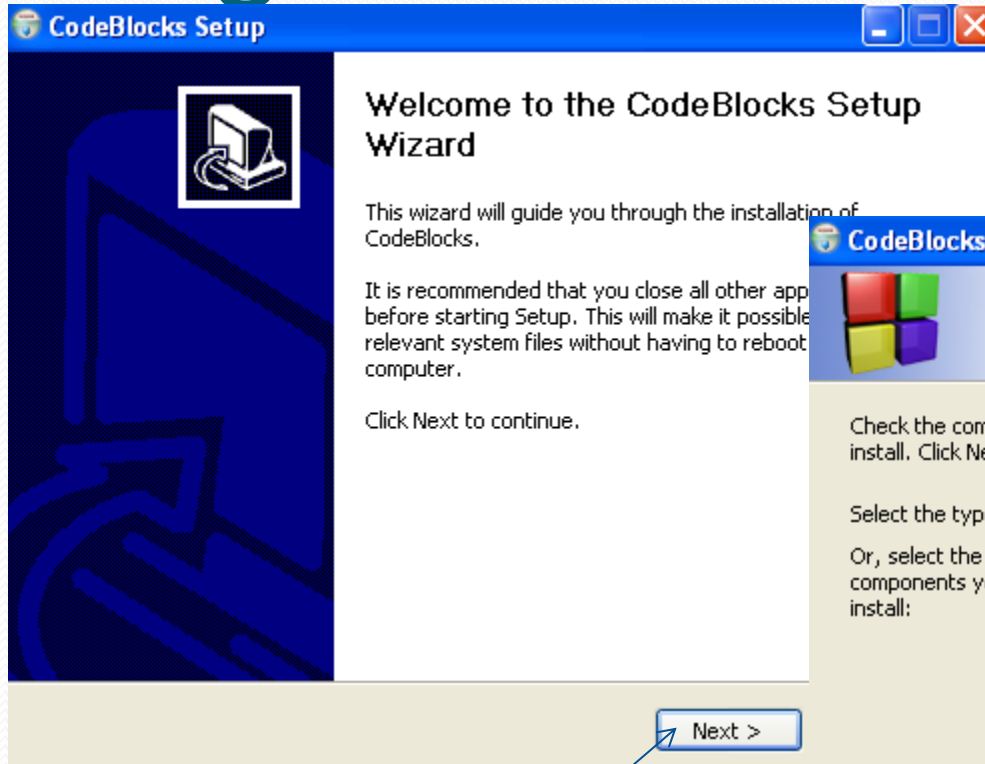 CodeBlocks Setup
Welcome to the CodeBlocks Setup
Wizard
This wizard will guide you through the installation of
CodeBlocks.
It is recommended that you close all other app
before starting Setup. This will make it possible
relevant system files without having to reboot
computer.
Click Next to continue.
Next >
CodeBlocks
Check the com
install. Click Ne
Select the typ
Or, select the
components y
install: